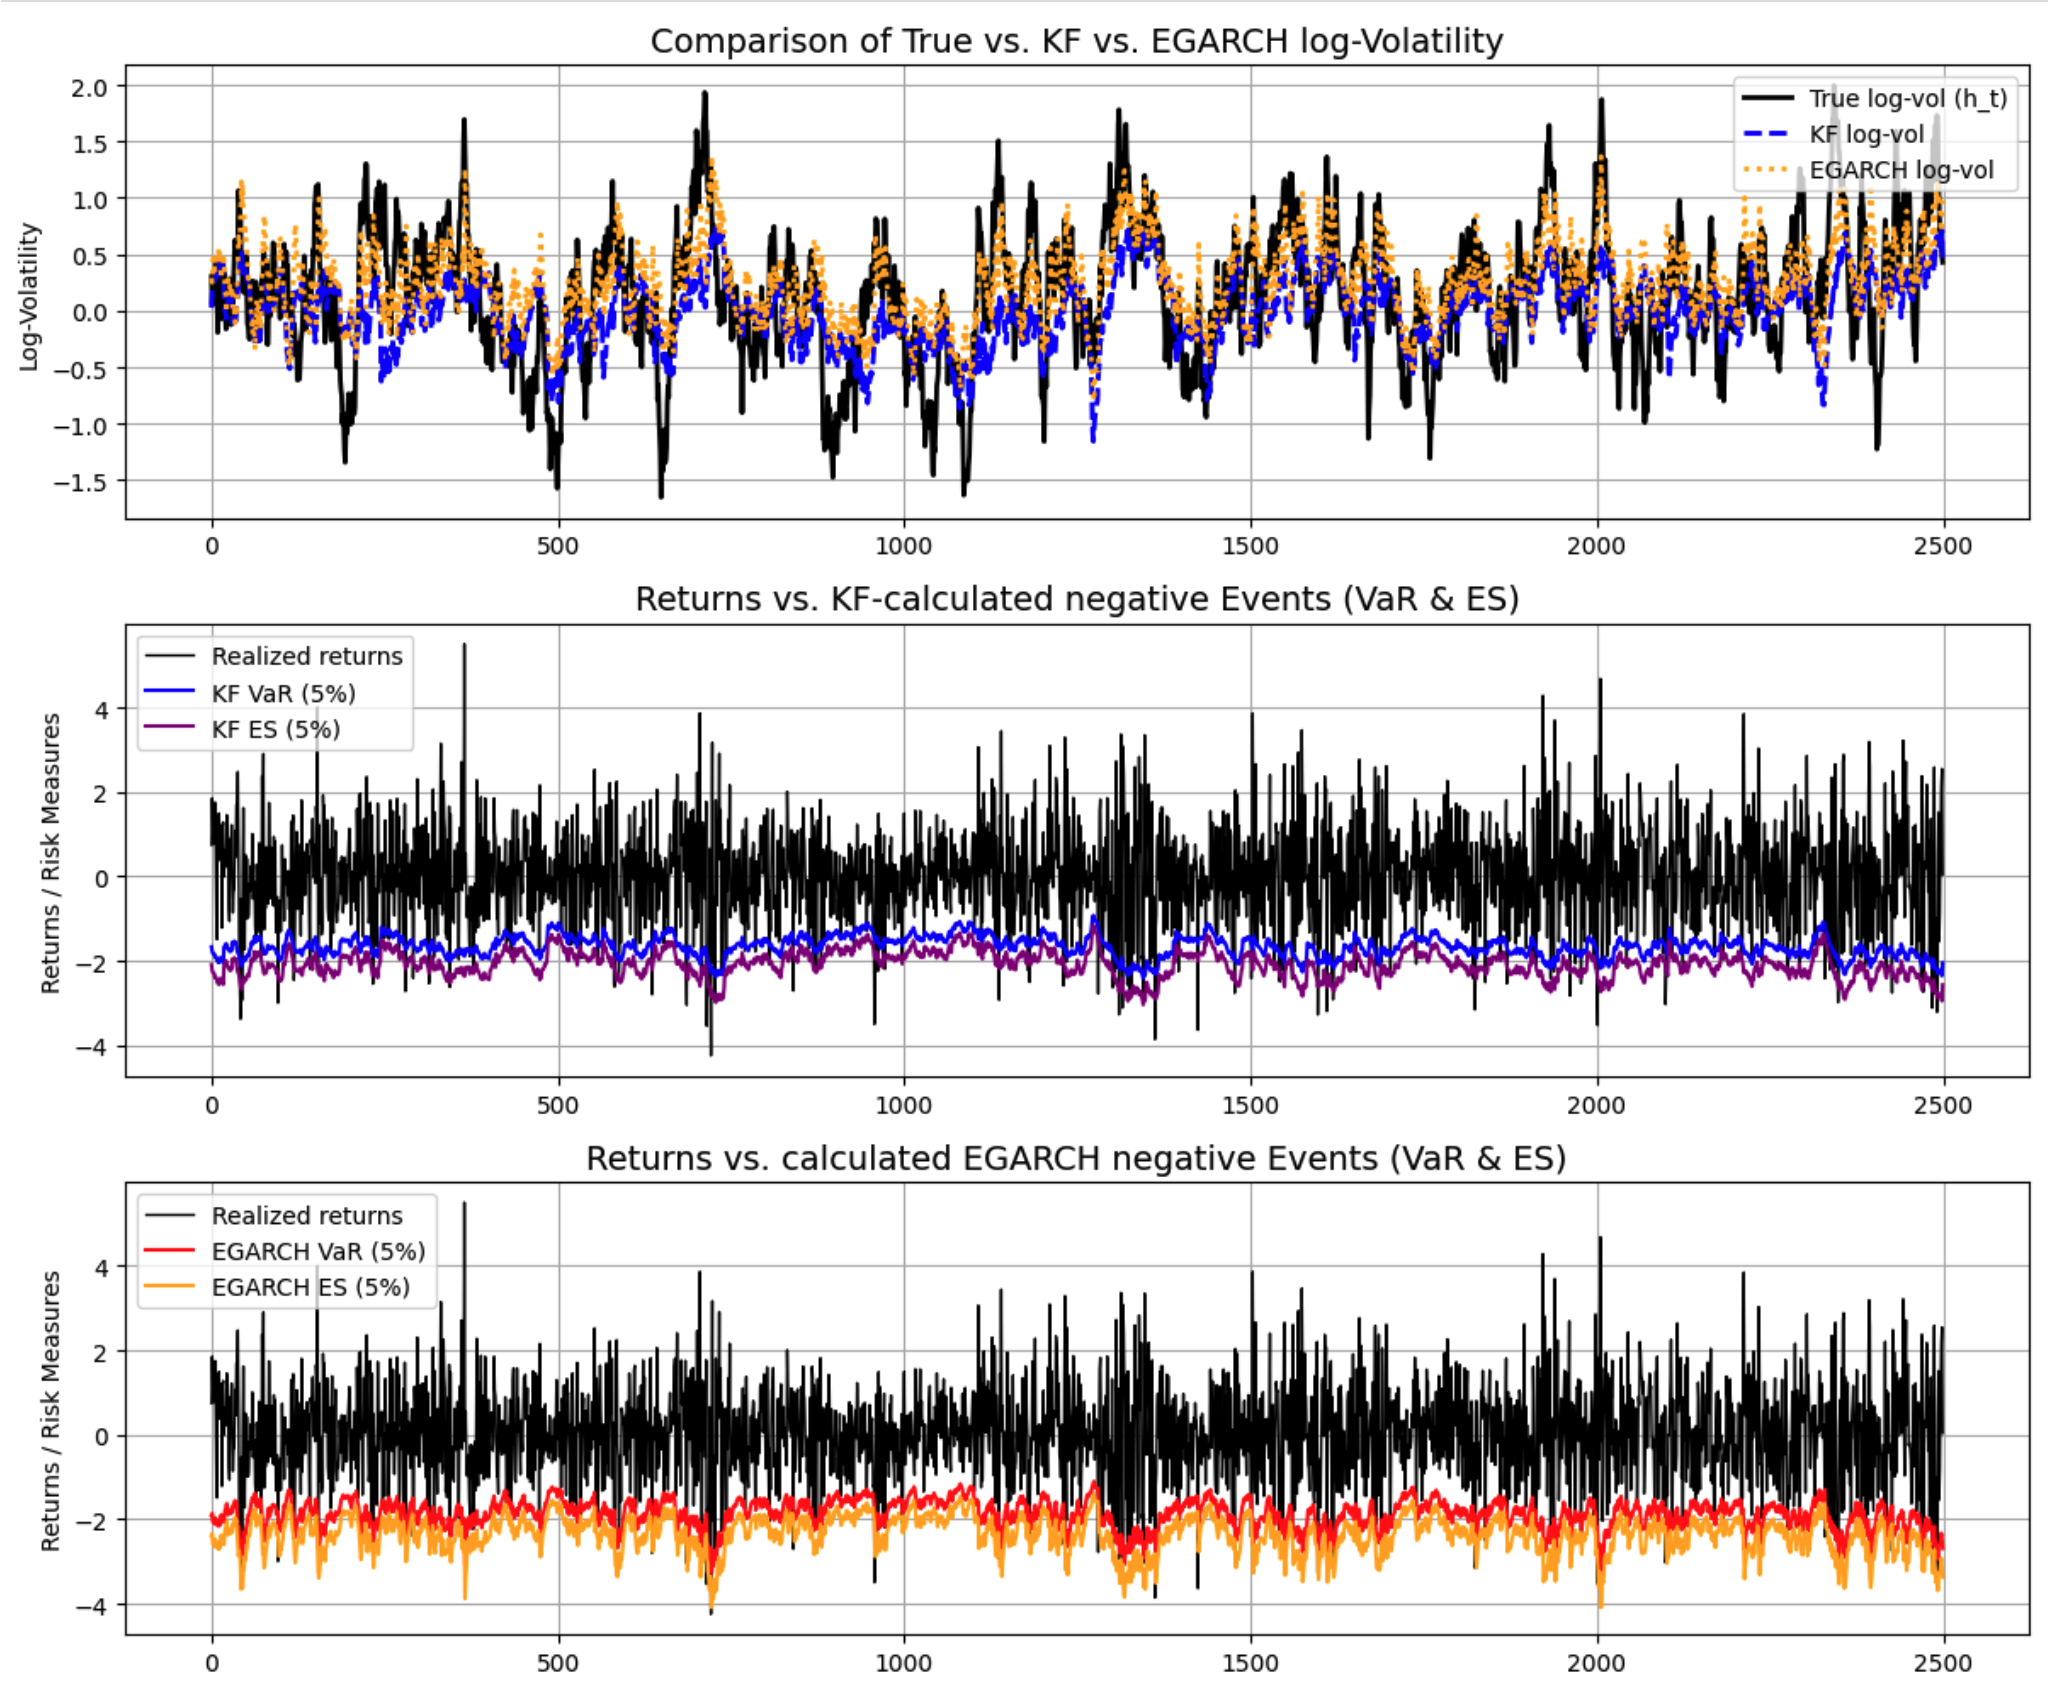 Comparison of True vs. KF vs. EGARCH log-Volatility
Log-Volatility
2.0
1.5
1.0
0.5
0.0
−0.5
−1.0
−1.5
True log-vol (h_t)
KF log-vol
EGARCH log-vol
0 500 1000 1500 2000 2500
Returns vs. KF-calculated negative Events (VaR & ES)
Returns / Risk Measures
4
2
0
−2
−4
Realized returns
KF VaR (5%)
KF ES (5%)
0 500 1000 1500 2000 2500
Returns vs. calculated EGARCH negative Events (VaR & ES)
Returns / Risk Measures
4
2
0
−2
−4
Realized returns
EGARCH VaR (5%)
EGARCH ES (5%)
0 500 1000 1500 2000 2500